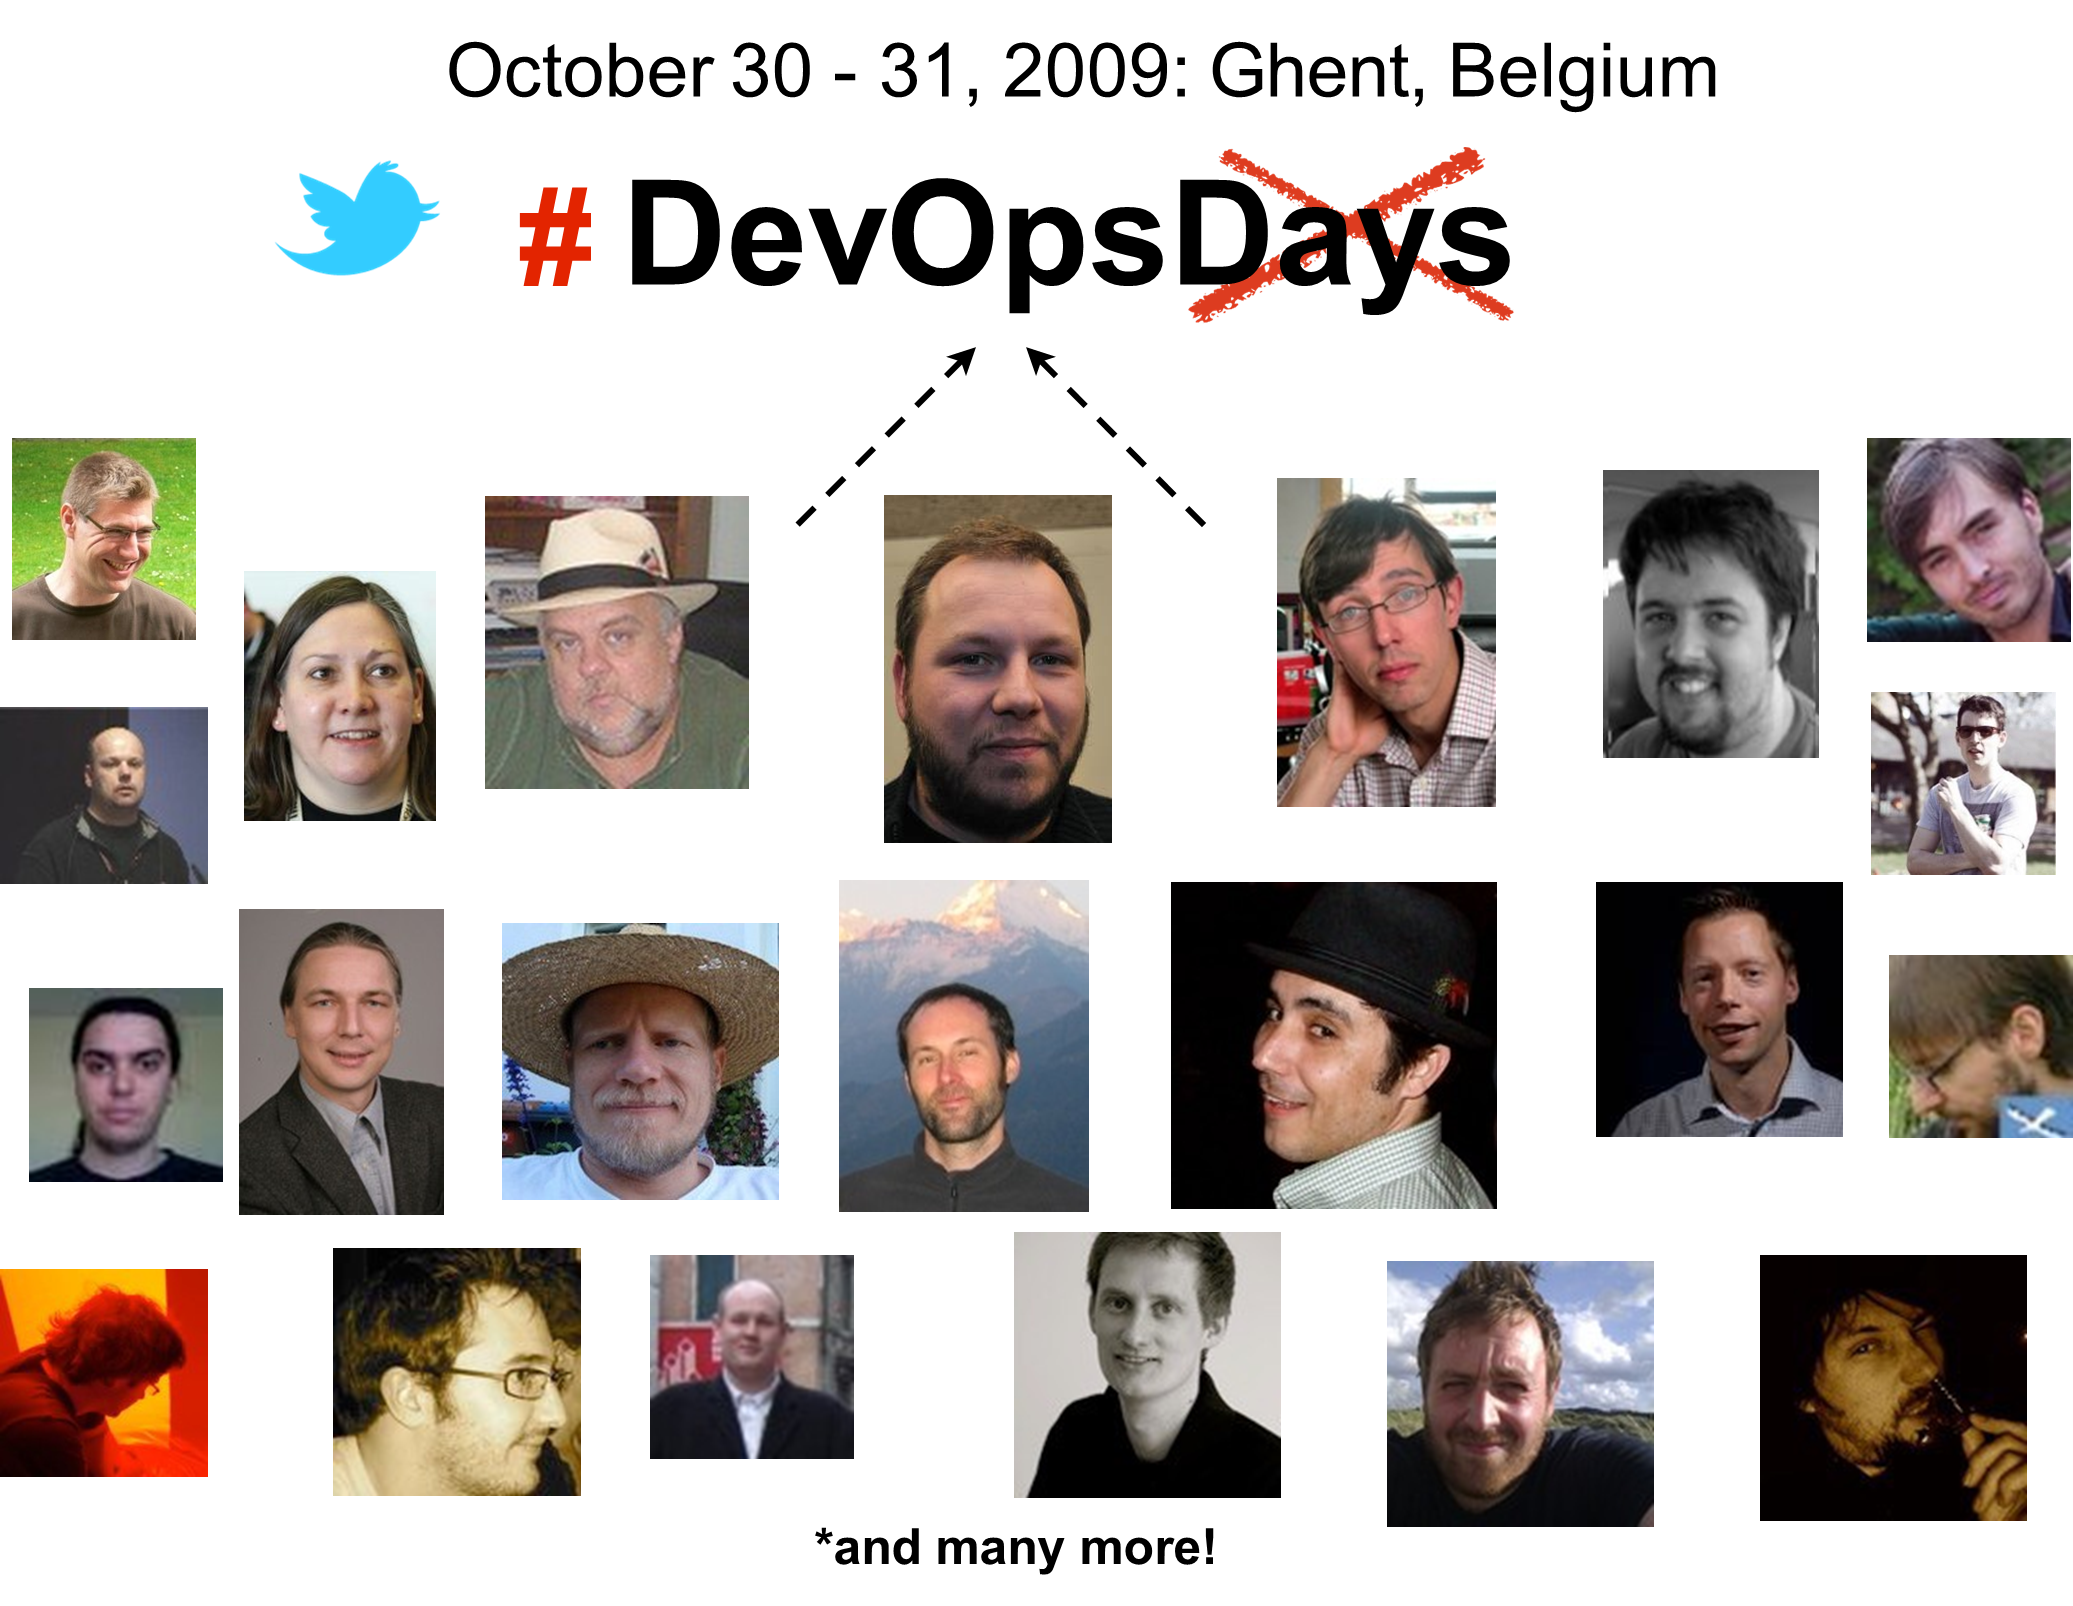 October 30 - 31, 2009: Ghent, Belgium
#DevOpsDays
*and many more!